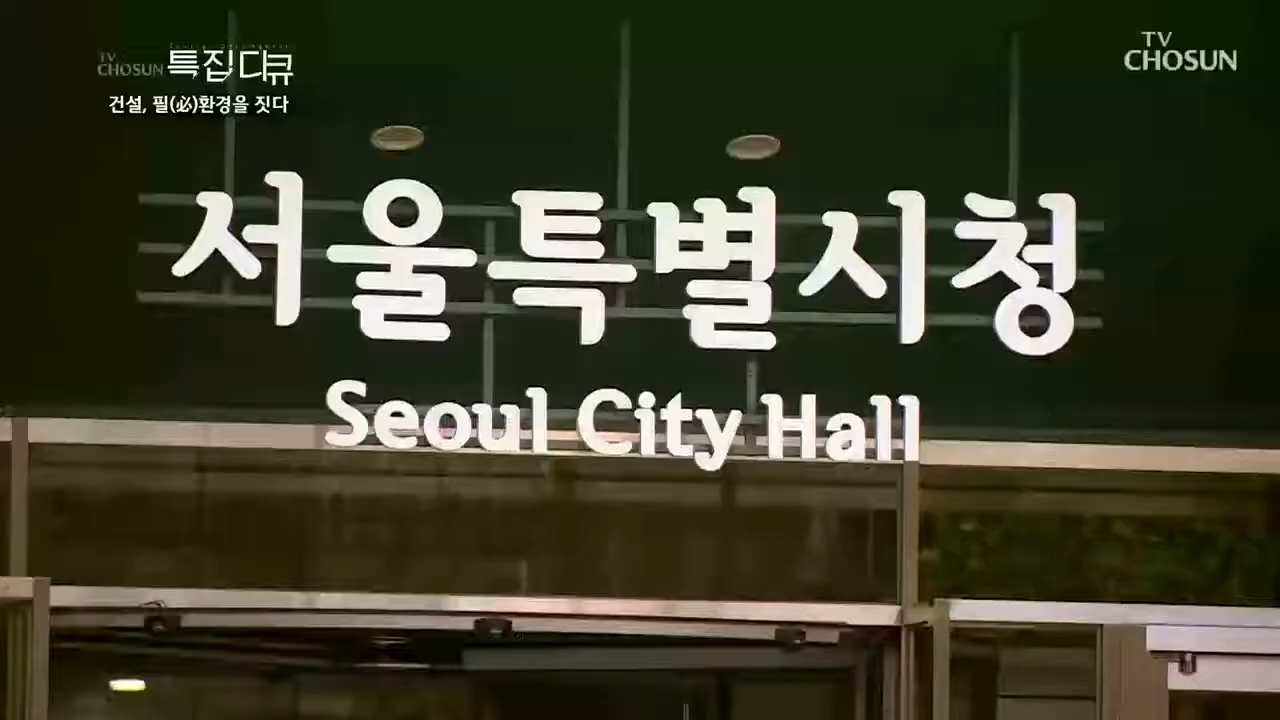 TV
CHOSUN 특집다큐
건설, 필(必)환경을 짓다
TV
CHOSUN
서울특별시청
Seoul City Hall